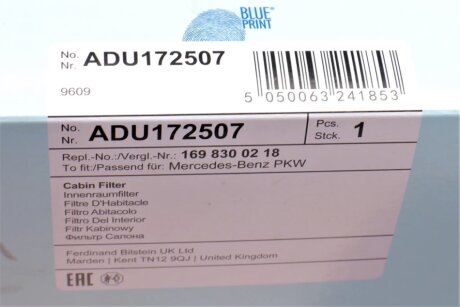 BLUE
PRINT
No.
Nr. ADU172507
9609
5 050063 241853
No.
Nr. ADU172507
Pcs.
Stck. 1
Repl.-No.:/Vergl.-Nr.: 169 830 02 18
To fit:/Passend für: Mercedes-Benz PKW
Cabin Filter
Innenraumfilter
Filtre D'Habitacle
Filtro Abitacolo
Filtro Del Interior
Filtr Kabinowy
Фильтр Салона
Ferdinand Bilstein UK Ltd
Marden | Kent TN12 9QJ | United Kingdom
EAC